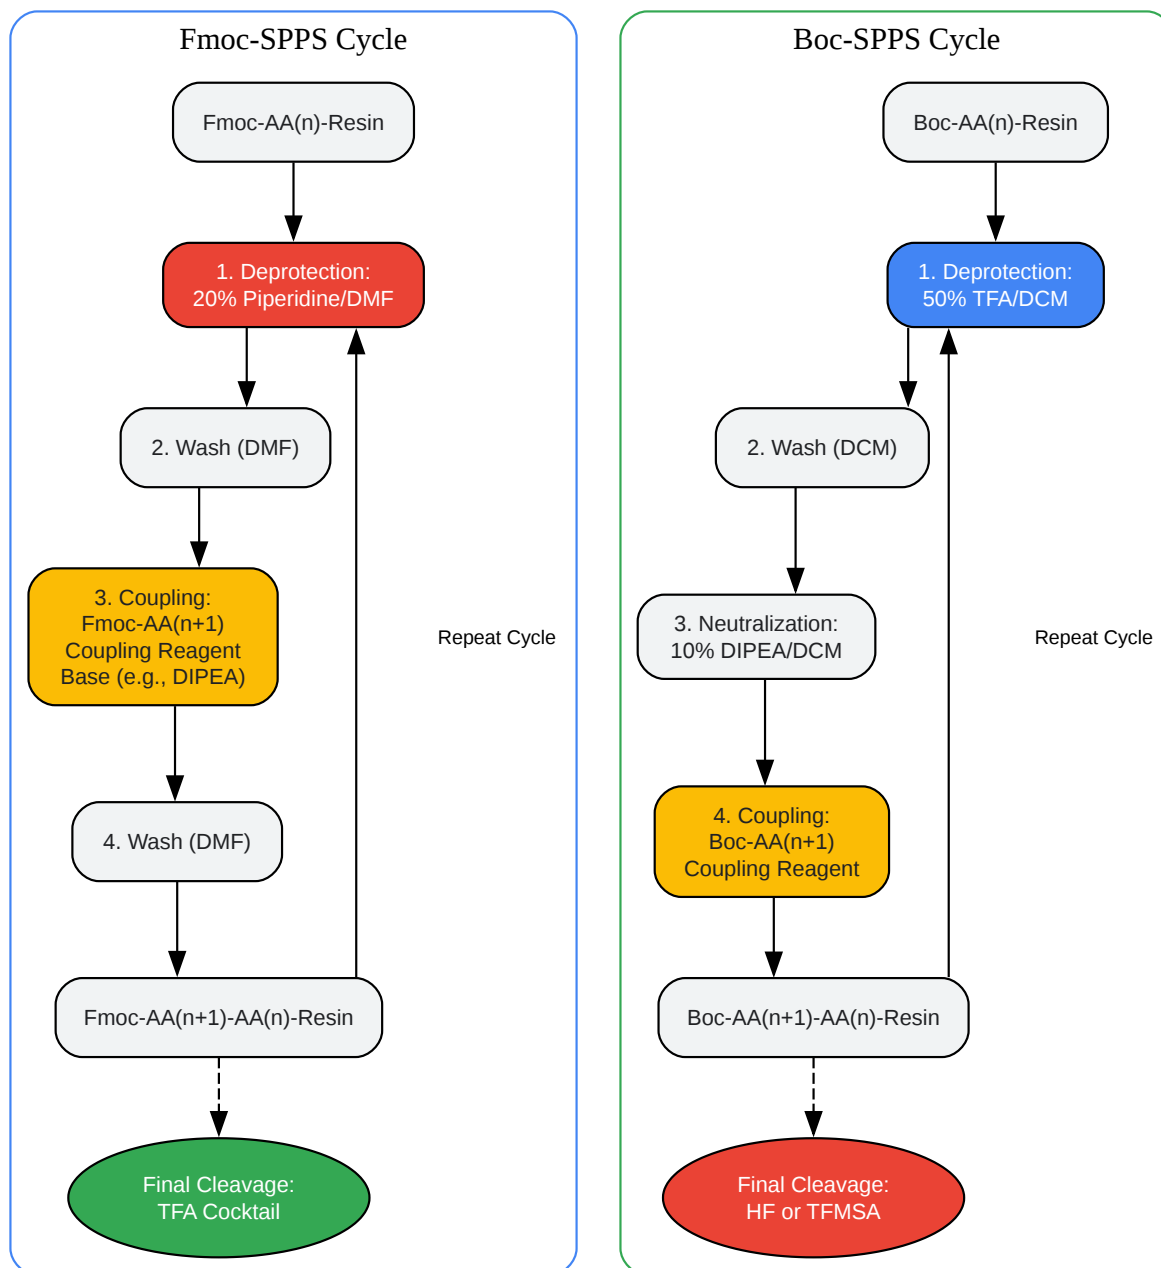 Fmoc-SPPS Cycle
Fmoc-AA(n)-Resin
1. Deprotection:
20% Piperidine/DMF
2. Wash (DMF)
3. Coupling:
Fmoc-AA(n+1)
Coupling Reagent
Base (e.g., DIPEA)
Repeat Cycle
4. Wash (DMF)
Fmoc-AA(n+1)-AA(n)-Resin
Final Cleavage:
TFA Cocktail
Boc-SPPS Cycle
Boc-AA(n)-Resin
1. Deprotection:
50% TFA/DCM
2. Wash (DCM)
3. Neutralization:
10% DIPEA/DCM
Repeat Cycle
4. Coupling:
Boc-AA(n+1)
Coupling Reagent
Boc-AA(n+1)-AA(n)-Resin
Final Cleavage:
HF or TFMSA